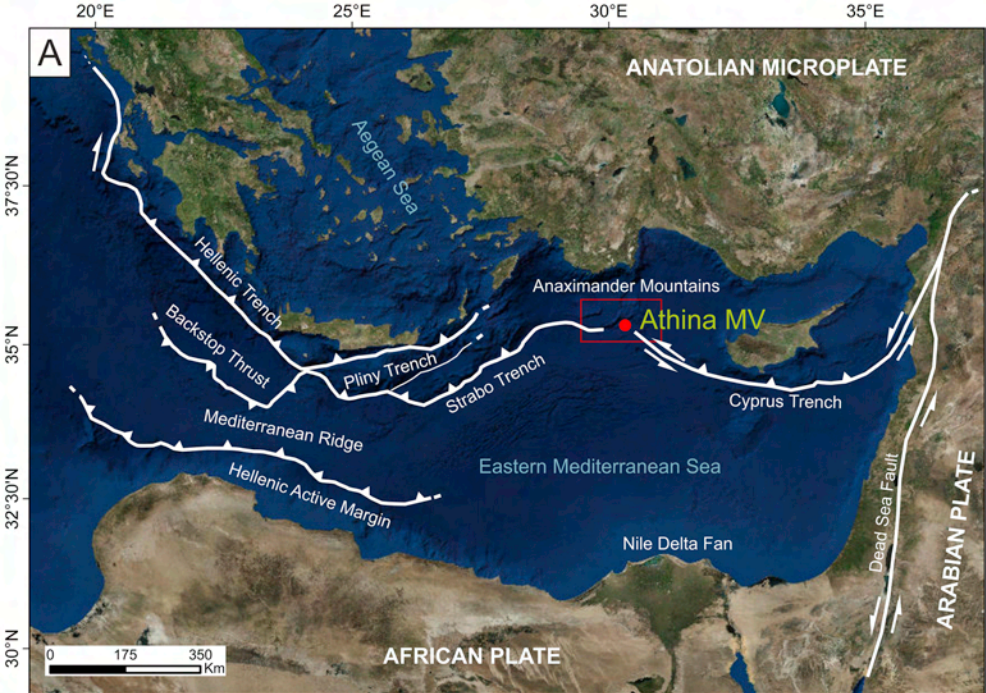 20°E
25°E
30°E
35°E
A
ANATOLIAN MICROPLATE
Aegean Sea
37°30'N
Hellenic Trench
Anaximander Mountains
Athina MV
35°N
Backstop Thrust
Pliny Trench
Strabo Trench
Cyprus Trench
Mediterranean Ridge
Eastern Mediterranean Sea
Hellenic Active Margin
32°30'N
Dead Sea Fault
ARABIAN PLATE
Nile Delta Fan
30°N
0 175 350
Km
AFRICAN PLATE